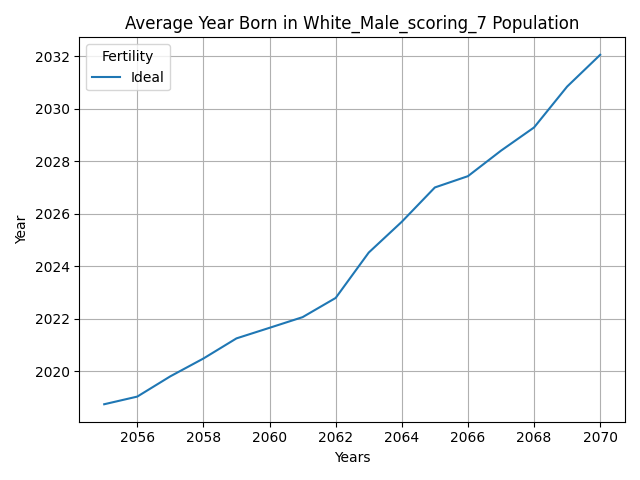 Average Year Born in White_Male_scoring_7 Population
Fertility
Ideal
Year
2032
2030
2028
2026
2024
2022
2020
2056 2058 2060 2062 2064 2066 2068 2070
Years